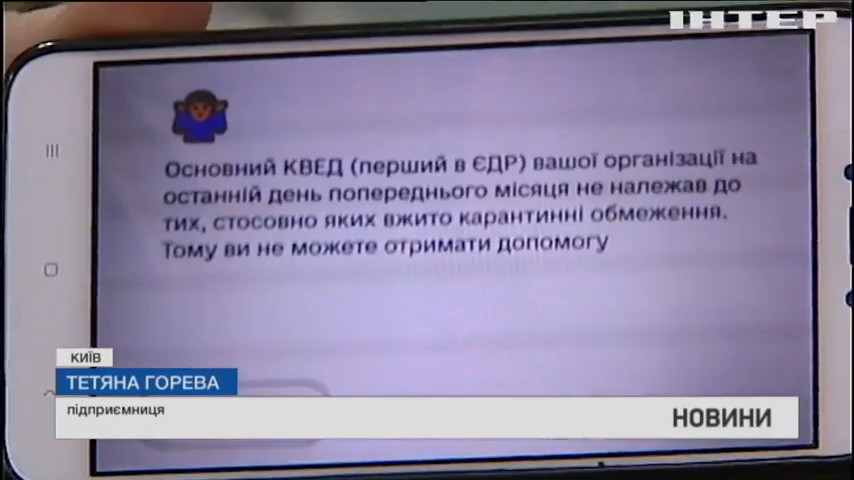 ІНТЕР
Основний КВЕД (перший в ЄДР) вашої організації на
останній день попереднього місяця не належав до
тих, стосовно яких вжито карантинні обмеження.
Тому ви не можете отримати допомогу
КИЇВ
ТЕТЯНА ГОРЕВА
підприємниця
НОВИНИ